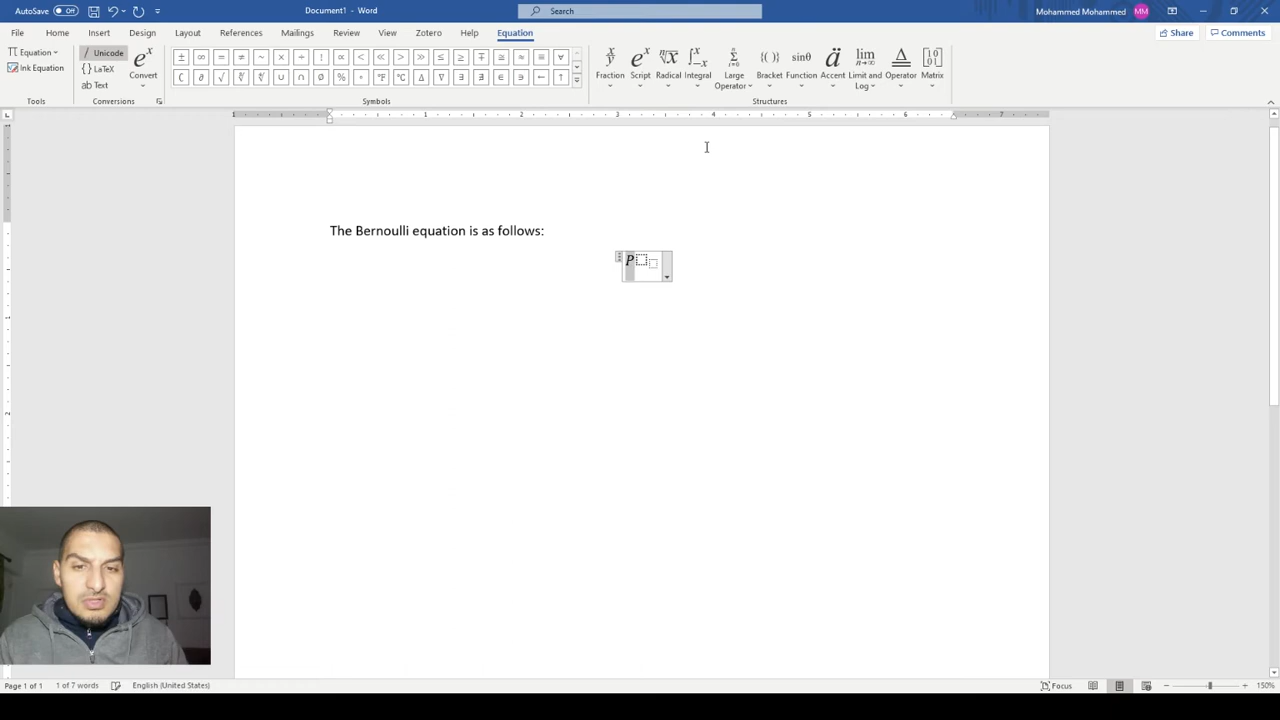 AutoSave Off Document1 - Word Search Mohammed Mohammed MM
File Home Insert Design Layout References Mailings Review View Zotero Help Equation Share Comments
Equation Unicode
Ink Equation LaTeX
Text Convert
Fraction Script Radical Integral Large Operator Bracket Function Accent Limit and Log Operator Matrix
Tools Conversions Symbols Structures
The Bernoulli equation is as follows:
P
Page 1 of 1 1 of 7 words English (United States) Focus 150%